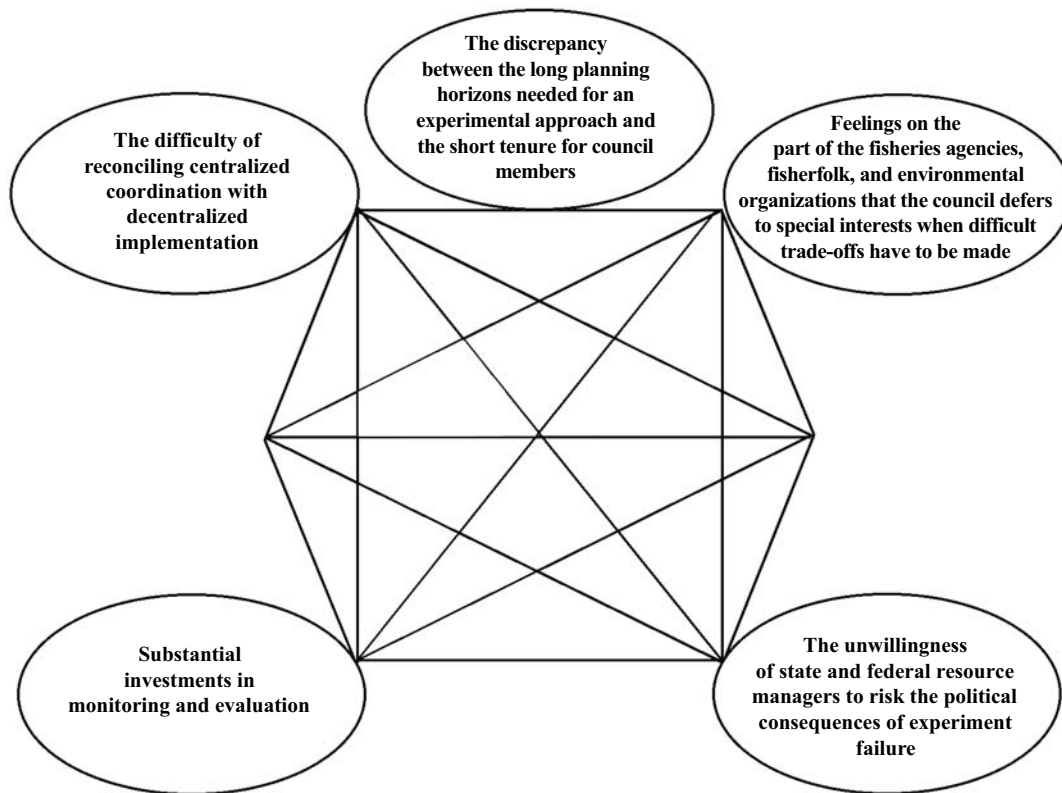 The discrepancy
between the long planning
horizons needed for an
experimental approach and
the short tenure for council
members
The difficulty of
reconciling centralized
coordination with
decentralized
implementation
Feelings on the
part of the fisheries agencies,
fisherfolk, and environmental
organizations that the council defers
to special interests when difficult
trade-offs have to be made
Substantial
investments in
monitoring and evaluation
The unwillingness
of state and federal resource
managers to risk the political
consequences of experiment
failure